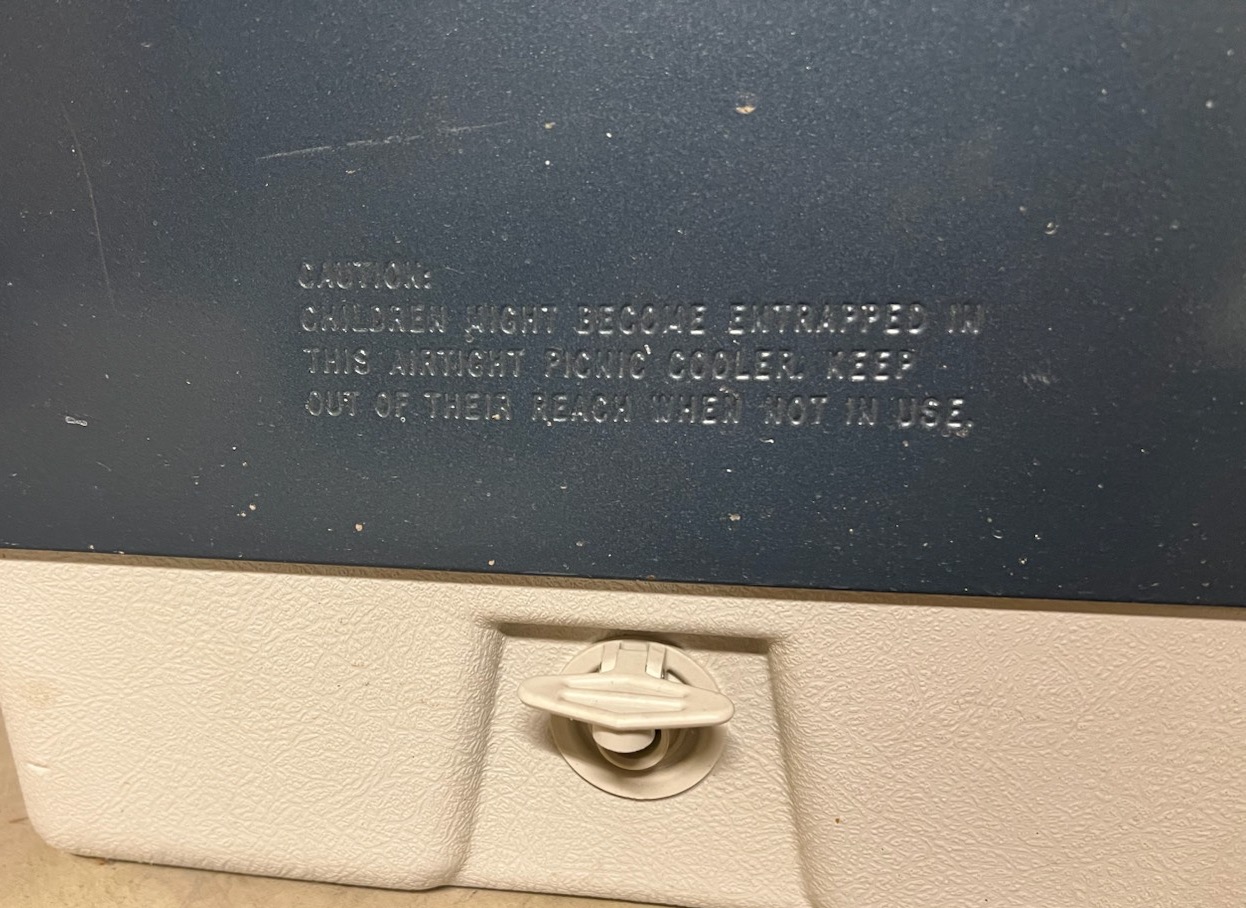 CAUTION:
CHILDREN MIGHT BECOME ENTRAPPED IN
THIS AIRTIGHT PICNIC COOLER. KEEP
OUT OF THEIR REACH WHEN NOT IN USE.